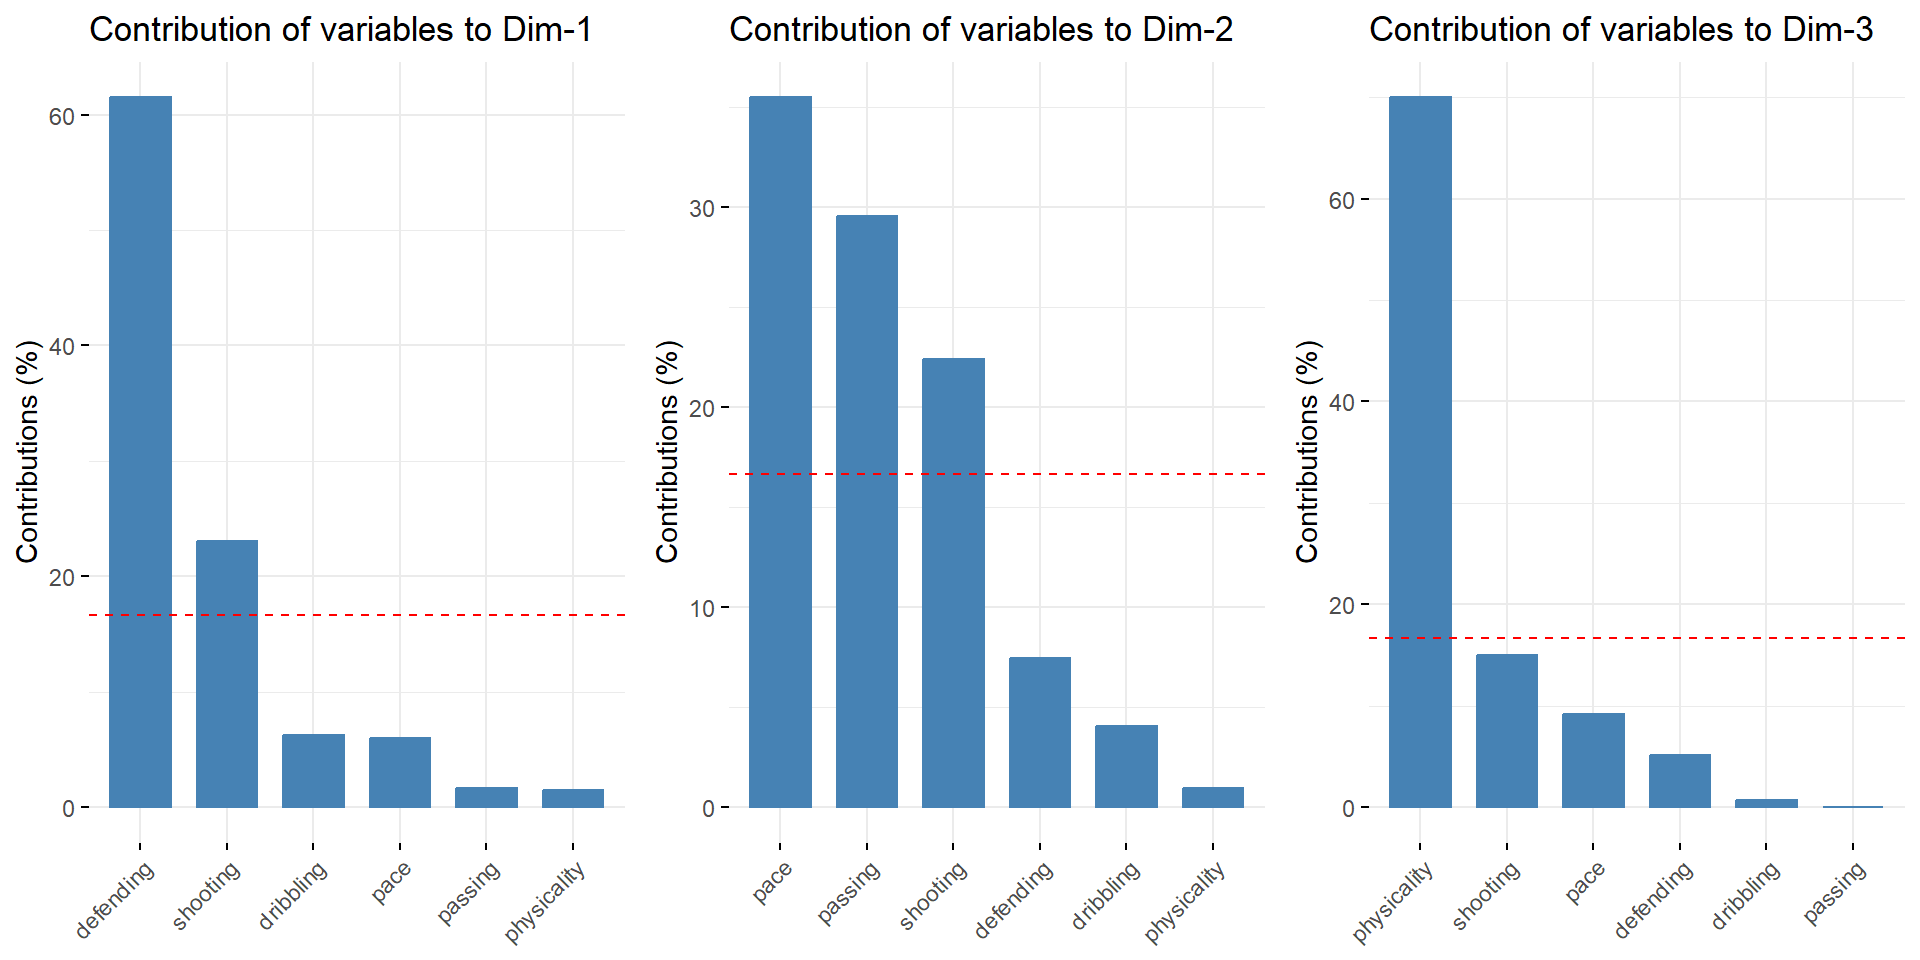 Contribution of variables to Dim-1
Contributions (%)
60
40
20
0
defending
shooting
dribbling
pace
passing
physicality
Contribution of variables to Dim-2
Contributions (%)
30
20
10
0
pace
passing
shooting
defending
dribbling
physicality
Contribution of variables to Dim-3
Contributions (%)
60
40
20
0
physicality
shooting
pace
defending
dribbling
passing